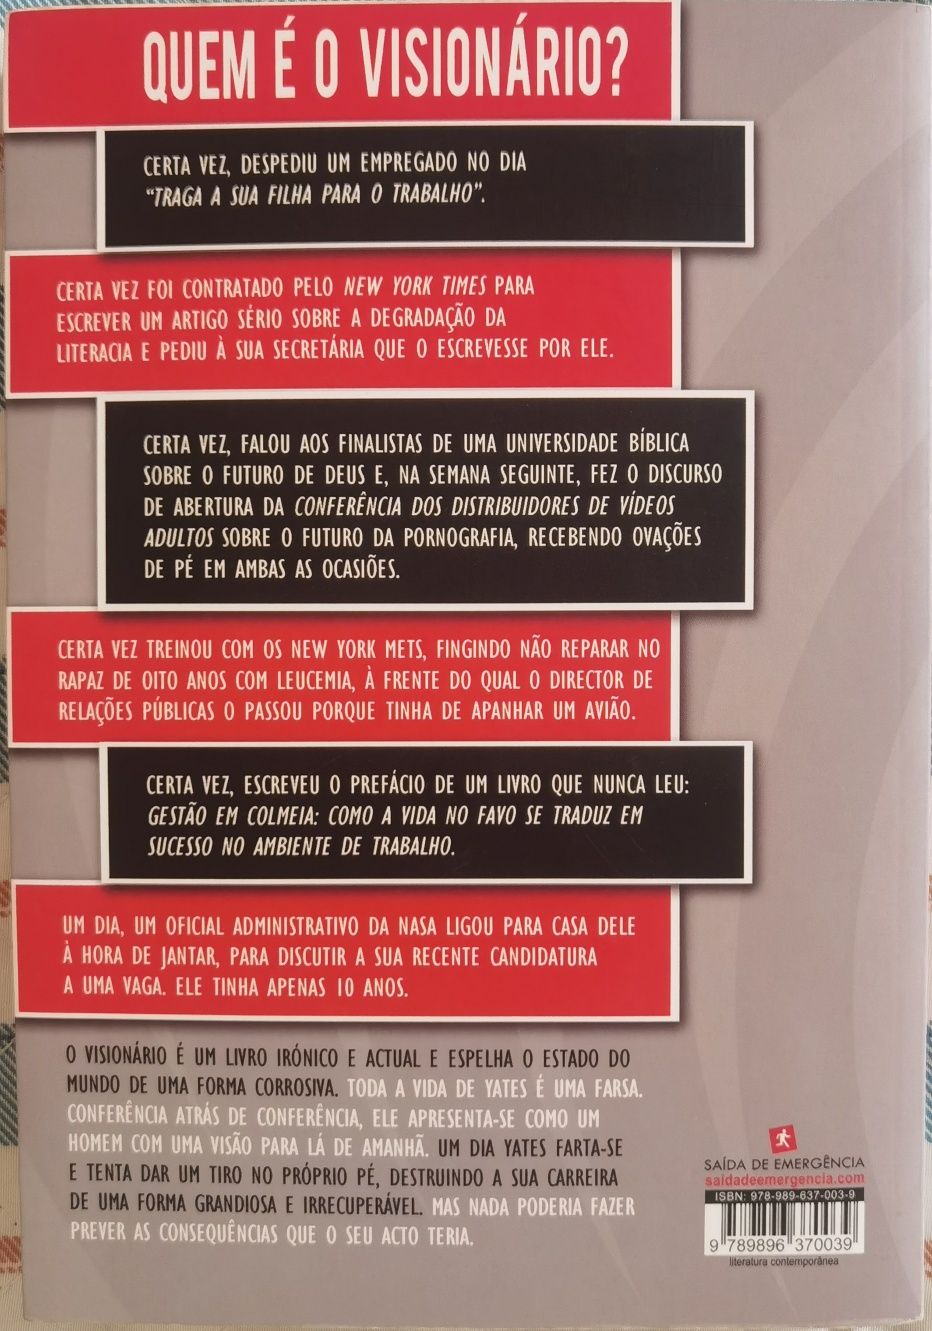 QUEM É O VISIONÁRIO?
CERTA VEZ, DESPEDIU UM EMPREGADO NO DIA
“TRAGA A SUA FILHA PARA O TRABALHO”.
CERTA VEZ FOI CONTRATADO PELO NEW YORK TIMES PARA
ESCREVER UM ARTIGO SÉRIO SOBRE A DEGRADAÇÃO DA
LITERACIA E PEDIU À SUA SECRETÁRIA QUE O ESCREVESSE POR ELE.
CERTA VEZ, FALOU AOS FINALISTAS DE UMA UNIVERSIDADE BÍBLICA
SOBRE O FUTURO DE DEUS E, NA SEMANA SEGUINTE, FEZ O DISCURSO
DE ABERTURA DA CONFERÊNCIA DOS DISTRIBUIDORES DE VÍDEOS
ADULTOS SOBRE O FUTURO DA PORNOGRAFIA, RECEBENDO OVAÇÕES
DE PÉ EM AMBAS AS OCASIÕES.
CERTA VEZ TREINOU COM OS NEW YORK METS, FINGINDO NÃO REPARAR NO
RAPAZ DE OITO ANOS COM LEUCEMIA, À FRENTE DO QUAL O DIRECTOR DE
RELAÇÕES PÚBLICAS O PASSOU PORQUE TINHA DE APANHAR UM AVIÃO.
CERTA VEZ, ESCREVEU O PREFÁCIO DE UM LIVRO QUE NUNCA LEU:
GESTÃO EM COLMEIA: COMO A VIDA NO FAVO SE TRADUZ EM
SUCESSO NO AMBIENTE DE TRABALHO.
UM DIA, UM OFICIAL ADMINISTRATIVO DA NASA LIGOU PARA CASA DELE
À HORA DE JANTAR, PARA DISCUTIR A SUA RECENTE CANDIDATURA
A UMA VAGA. ELE TINHA APENAS 10 ANOS.
O VISIONÁRIO É UM LIVRO IRÓNICO E ACTUAL E ESPELHA O ESTADO DO
MUNDO DE UMA FORMA CORROSIVA. TODA A VIDA DE YATES É UMA FARSA.
CONFERÊNCIA ATRÁS DE CONFERÊNCIA, ELE APRESENTA-SE COMO UM
HOMEM COM UMA VISÃO PARA LÁ DE AMANHÃ. UM DIA YATES FARTA-SE
E TENTA DAR UM TIRO NO PRÓPRIO PÉ, DESTRUINDO A SUA CARREIRA
DE UMA FORMA GRANDIOSA E IRRECUPERÁVEL. MAS NADA PODERIA FAZER
PREVER AS CONSEQUÊNCIAS QUE O SEU ACTO TERIA.
SAÍDA DE EMERGÊNCIA
saidadeemergencia.com
ISBN: 978-989-637-003-9
9 789896 370039
literatura contemporânea